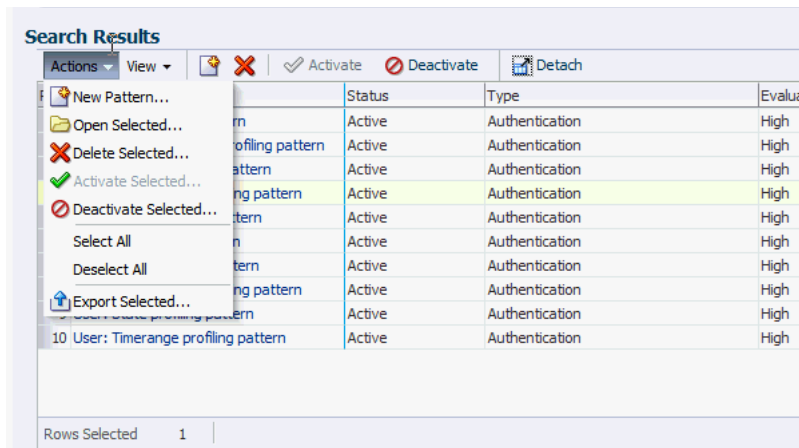 Search Results
Actions View Activate Deactivate Detach
Status Type Evalua
New Pattern...
Open Selected...
Delete Selected...
Activate Selected...
Deactivate Selected...
Select All
Deselect All
Export Selected...
rn Active Authentication High
rofiling pattern Active Authentication High
attern Active Authentication High
ng pattern Active Authentication High
ttern Active Authentication High
n Active Authentication High
tern Active Authentication High
ng pattern Active Authentication High
Active Authentication High
10 User: Timerange profiling pattern Active Authentication High
Rows Selected 1